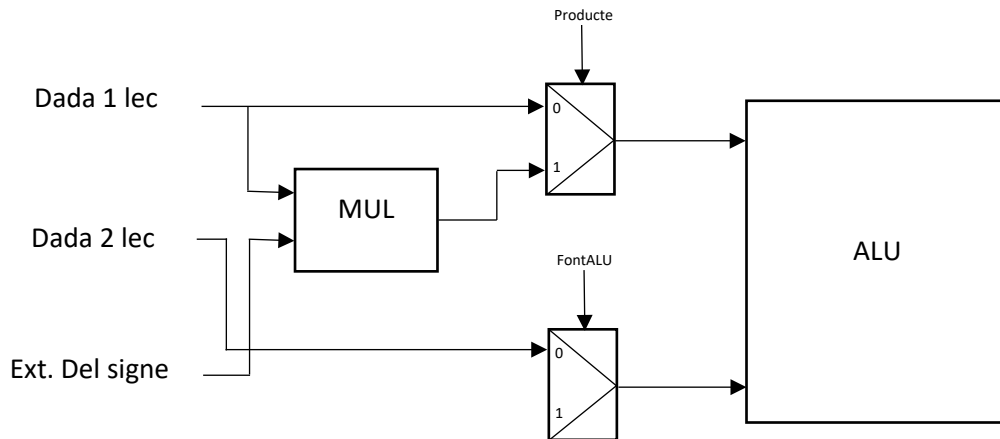 Producte
Dada 1 lec
0
1
MUL
Dada 2 lec
ALU
FontALU
0
Ext. Del signe
1